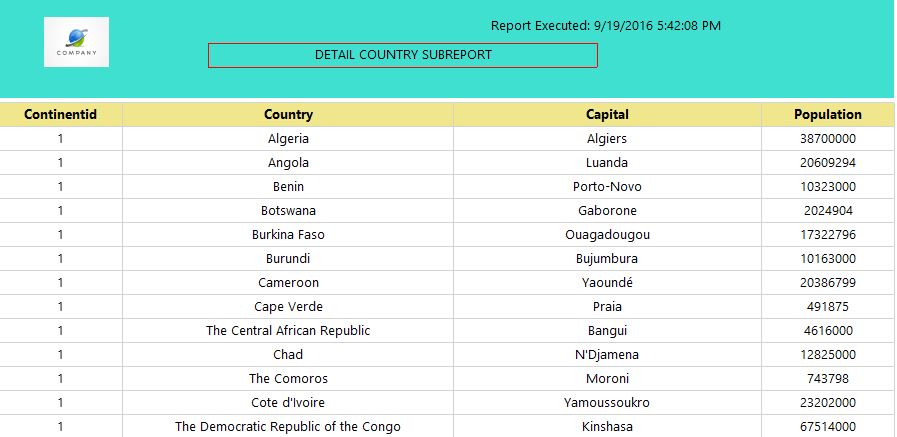 Report Executed: 9/19/2016 5:42:08 PM
COMPANY
DETAIL COUNTRY SUBREPORT
Continentid Country Capital Population
1 Algeria Algiers 38700000
1 Angola Luanda 20609294
1 Benin Porto-Novo 10323000
1 Botswana Gaborone 2024904
1 Burkina Faso Ouagadougou 17322796
1 Burundi Bujumbura 10163000
1 Cameroon Yaoundé 20386799
1 Cape Verde Praia 491875
1 The Central African Republic Bangui 4616000
1 Chad N'Djamena 12825000
1 The Comoros Moroni 743798
1 Cote d'Ivoire Yamoussoukro 23202000
1 The Democratic Republic of the Congo Kinshasa 67514000